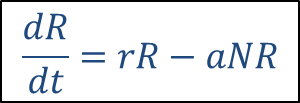 dR/dt = rR − aNR